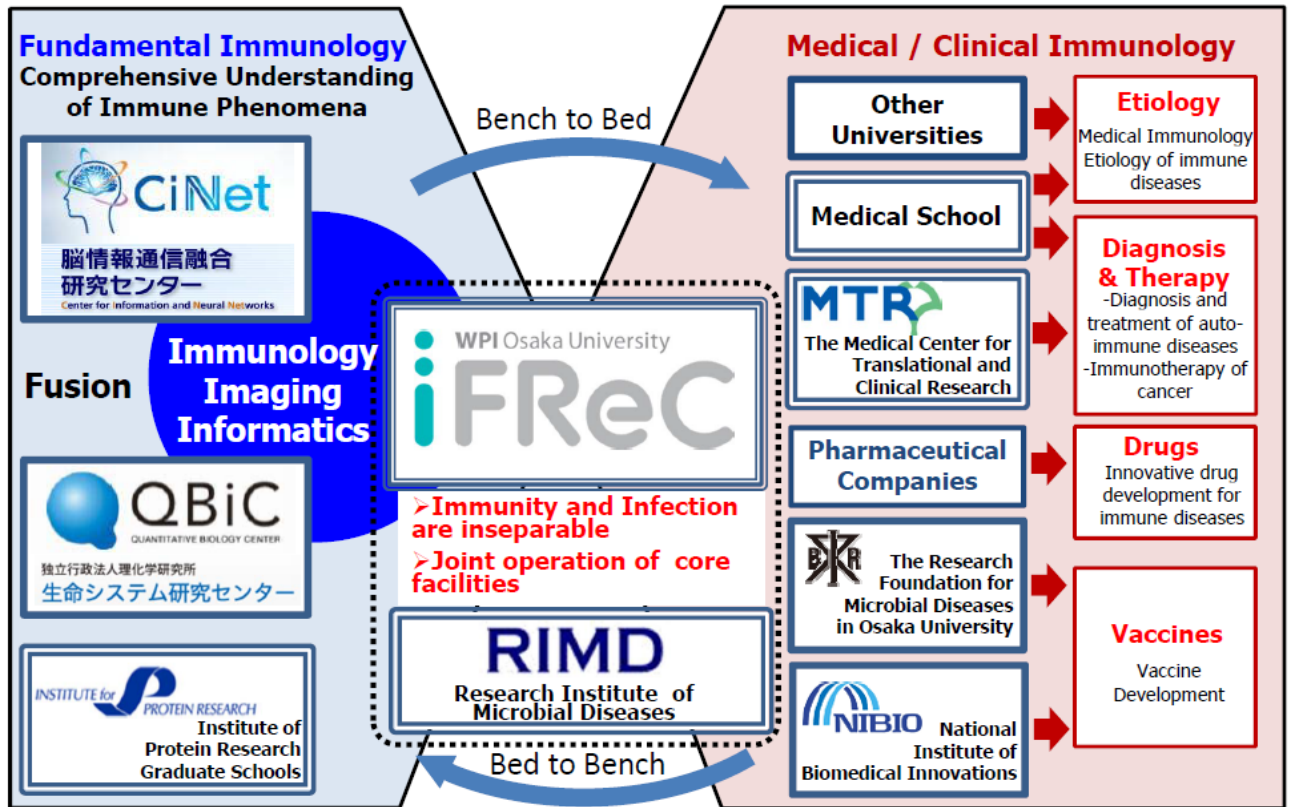 Fundamental Immunology
Comprehensive Understanding
of Immune Phenomena
CiNet
脳情報通信融合
研究センター
Center for Information and Neural Networks
Fusion
Immunology
Imaging
Informatics
QBiC
QUANTITATIVE BIOLOGY CENTER
独立行政法人理化学研究所
生命システム研究センター
INSTITUTE for PROTEIN RESEARCH
Institute of
Protein Research
Graduate Schools
Bench to Bed
WPI Osaka University
iFReC
➢Immunity and Infection
are inseparable
➢Joint operation of core
facilities
RIMD
Research Institute of
Microbial Diseases
Bed to Bench
Medical / Clinical Immunology
Other
Universities
Medical School
MTR
The Medical Center for
Translational and
Clinical Research
Pharmaceutical
Companies
BIKEN
The Research
Foundation for
Microbial Diseases
in Osaka University
NIBIO
National
Institute of
Biomedical Innovations
Etiology
Medical Immunology
Etiology of immune
diseases
Diagnosis
& Therapy
-Diagnosis and
treatment of auto-
immune diseases
-Immunotherapy of
cancer
Drugs
Innovative drug
development for
immune diseases
Vaccines
Vaccine
Development